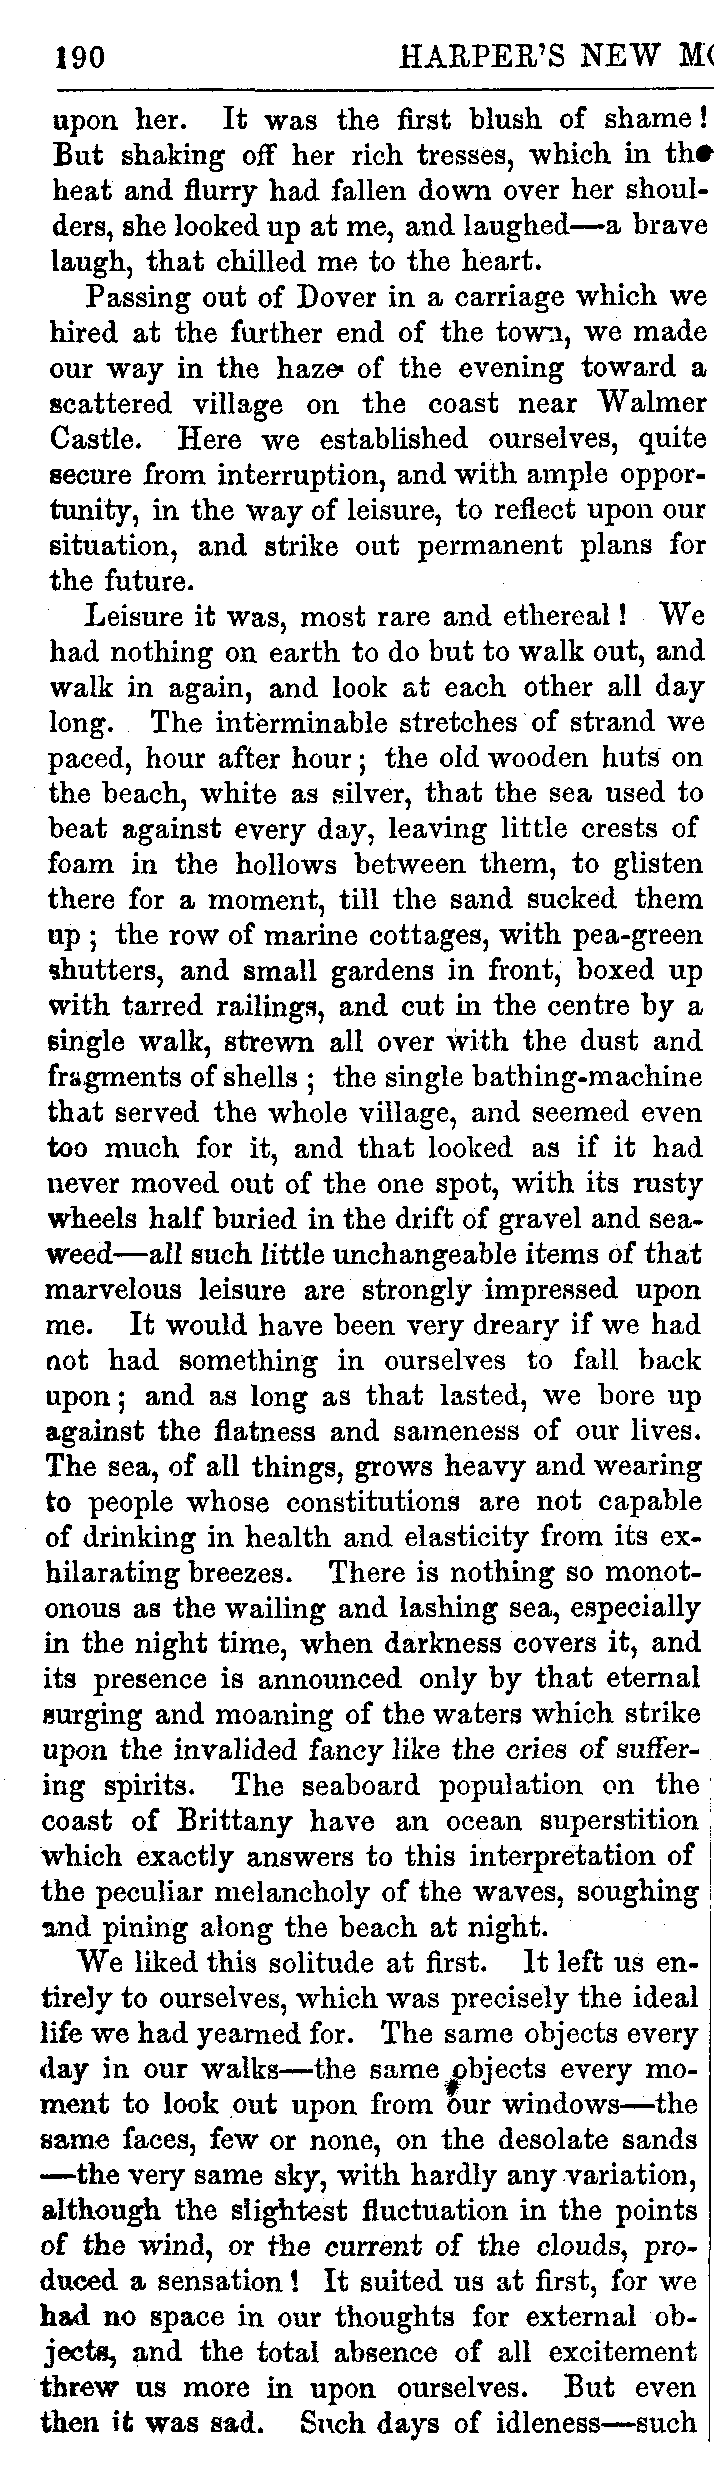 190 HARPER'S NEW MO
upon her. It was the first blush of shame!
But shaking off her rich tresses, which in the
heat and flurry had fallen down over her shoul-
ders, she looked up at me, and laughed—a brave
laugh, that chilled me to the heart.
Passing out of Dover in a carriage which we
hired at the further end of the town, we made
our way in the haze of the evening toward a
scattered village on the coast near Walmer
Castle. Here we established ourselves, quite
secure from interruption, and with ample oppor-
tunity, in the way of leisure, to reflect upon our
situation, and strike out permanent plans for
the future.
Leisure it was, most rare and ethereal! We
had nothing on earth to do but to walk out, and
walk in again, and look at each other all day
long. The interminable stretches of strand we
paced, hour after hour; the old wooden huts on
the beach, white as silver, that the sea used to
beat against every day, leaving little crests of
foam in the hollows between them, to glisten
there for a moment, till the sand sucked them
up; the row of marine cottages, with pea-green
shutters, and small gardens in front, boxed up
with tarred railings, and cut in the centre by a
single walk, strewn all over with the dust and
fragments of shells; the single bathing-machine
that served the whole village, and seemed even
too much for it, and that looked as if it had
never moved out of the one spot, with its rusty
wheels half buried in the drift of gravel and sea-
weed—all such little unchangeable items of that
marvelous leisure are strongly impressed upon
me. It would have been very dreary if we had
not had something in ourselves to fall back
upon; and as long as that lasted, we bore up
against the flatness and sameness of our lives.
The sea, of all things, grows heavy and wearing
to people whose constitutions are not capable
of drinking in health and elasticity from its ex-
hilarating breezes. There is nothing so monot-
onous as the wailing and lashing sea, especially
in the night time, when darkness covers it, and
its presence is announced only by that eternal
surging and moaning of the waters which strike
upon the invalided fancy like the cries of suffer-
ing spirits. The seaboard population on the
coast of Brittany have an ocean superstition
which exactly answers to this interpretation of
the peculiar melancholy of the waves, soughing
and pining along the beach at night.
We liked this solitude at first. It left us en-
tirely to ourselves, which was precisely the ideal
life we had yearned for. The same objects every
day in our walks—the same objects every mo-
ment to look out upon from our windows—the
same faces, few or none, on the desolate sands
—the very same sky, with hardly any variation,
although the slightest fluctuation in the points
of the wind, or the current of the clouds, pro-
duced a sensation! It suited us at first, for we
had no space in our thoughts for external ob-
jects, and the total absence of all excitement
threw us more in upon ourselves. But even
then it was sad. Such days of idleness—such